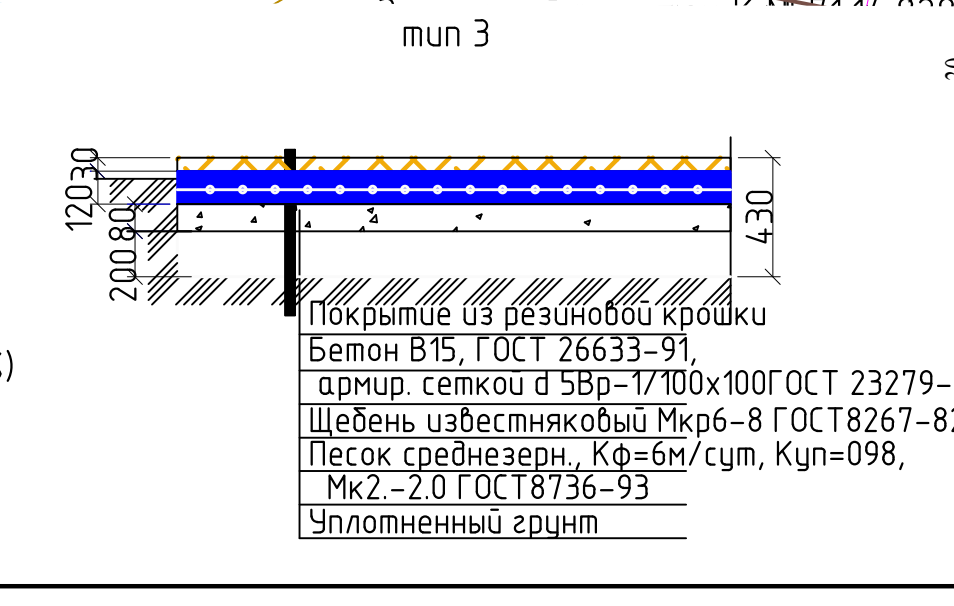 тип 3
20
30
120
80
200
430
Покрытие из резиновой крошки
Бетон В15, ГОСТ 26633-91,
армир. сеткой d 5Вр-1/100х100ГОСТ 23279-
Щебень известняковый Мкр6-8 ГОСТ8267-82
Песок среднезерн., Кф=6м/сут, Куп=098,
Мк2.-2.0 ГОСТ8736-93
Уплотненный грунт